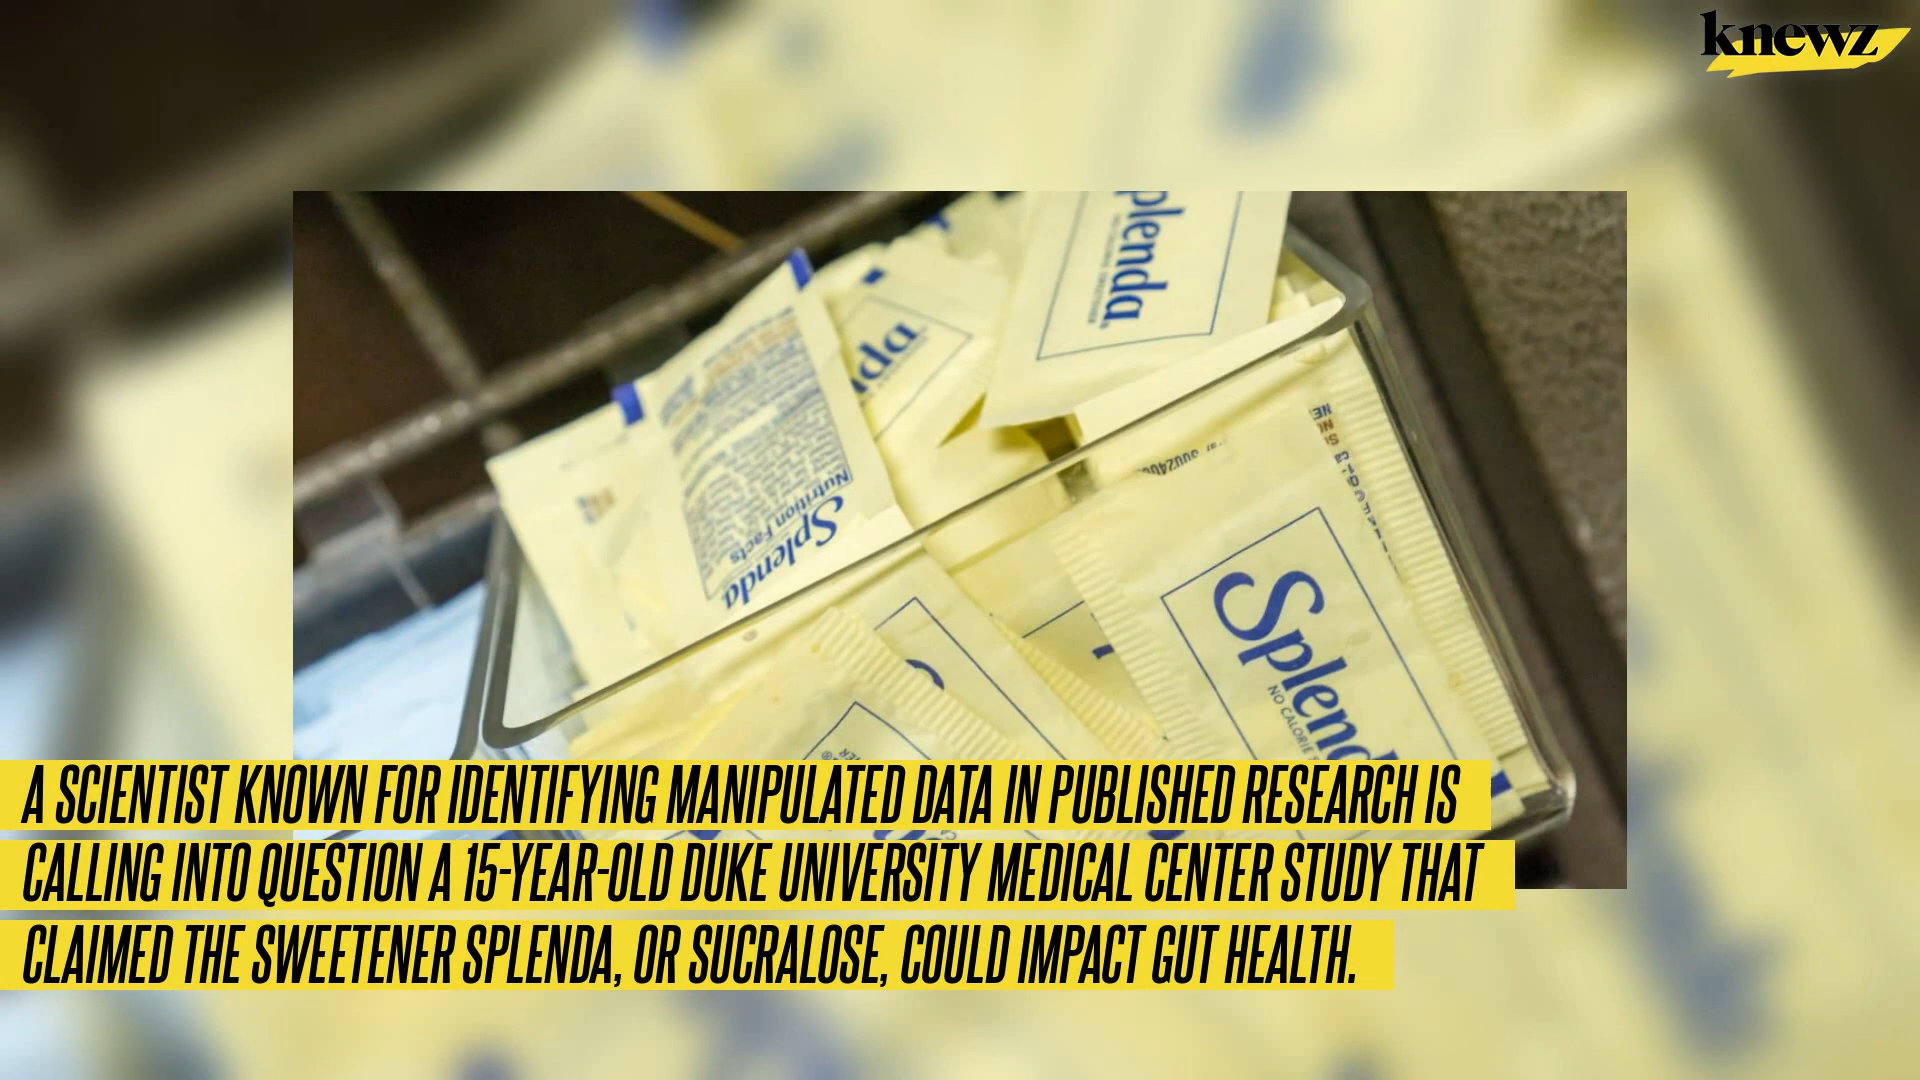 knewz
plenda
Splenda
Nutrition Facts
Splend
NO CALORIE
A SCIENTIST KNOWN FOR IDENTIFYING MANIPULATED DATA IN PUBLISHED RESEARCH IS
CALLING INTO QUESTION A 15-YEAR-OLD DUKE UNIVERSITY MEDICAL CENTER STUDY THAT
CLAIMED THE SWEETENER SPLENDA, OR SUCRALOSE, COULD IMPACT GUT HEALTH.